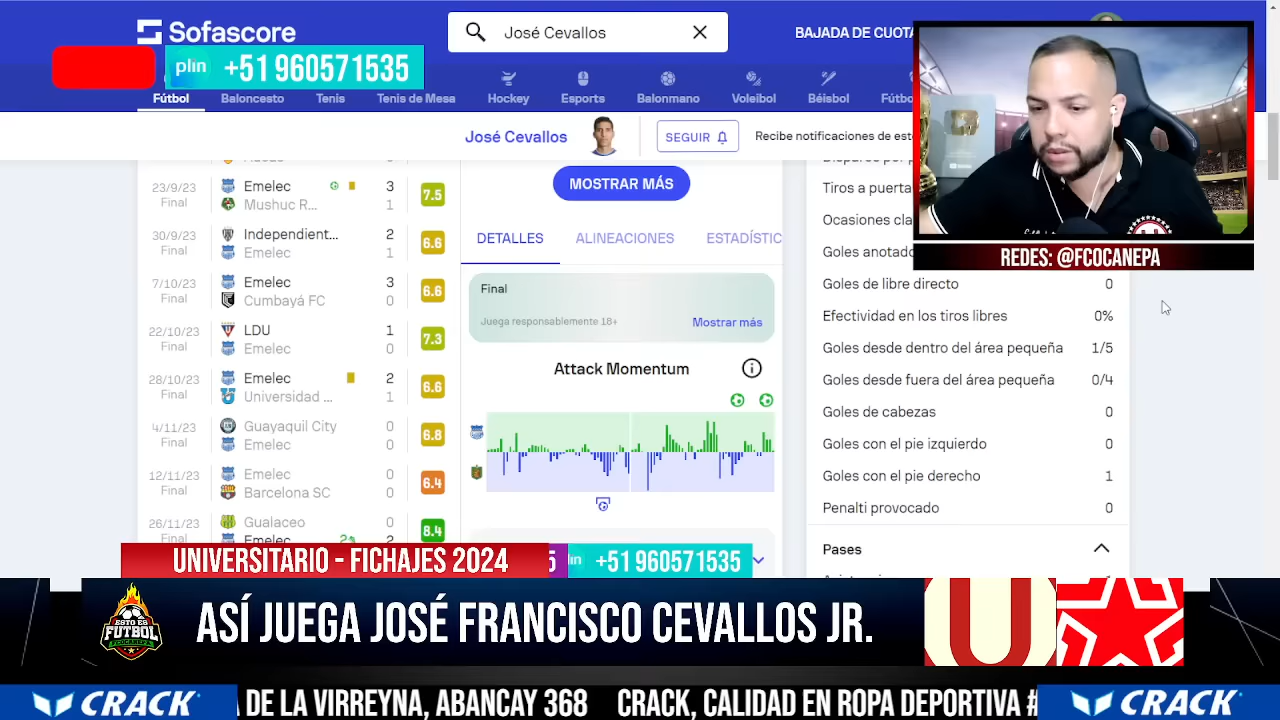 Sofascore
José Cevallos
BAJADA DE CUOTA
plin +51 960571535
Fútbol
Baloncesto
Tenis
Tenis de Mesa
Hockey
Esports
Balonmano
Voleibol
Béisbol
José Cevallos
SEGUIR
Recibe notificaciones de
23/9/23
Final
Emelec 3
Mushuc R... 1
7.5
30/9/23
Final
Independient... 2
Emelec 1
6.6
7/10/23
Final
Emelec 3
Cumbayá FC 0
6.6
22/10/23
Final
LDU 1
Emelec 0
7.3
28/10/23
Final
Emelec 2
Universidad ... 1
6.6
4/11/23
Final
Guayaquil City 0
Emelec 0
6.8
12/11/23
Final
Emelec 0
Barcelona SC 0
6.4
26/11/23
Final
Gualaceo 0
Emelec 2
8.4
MOSTRAR MÁS
DETALLES
ALINEACIONES
ESTADÍSTIC
Final
Juega responsablemente 18+
Mostrar más
Attack Momentum
Tiros a puerta
Ocasiones cla
Goles anotado
Goles de libre directo 0
Efectividad en los tiros libres 0%
Goles desde dentro del área pequeña 1/5
Goles desde fuera del área pequeña 0/4
Goles de cabezas 0
Goles con el pie izquierdo 0
Goles con el pie derecho 1
Penalti provocado 0
Pases
REDES: @FCOCANEPA
UNIVERSITARIO - FICHAJES 2024
5
in +51 960571535
ESTO ES
FUTBOL
FCOCANEPA
ASÍ JUEGA JOSÉ FRANCISCO CEVALLOS JR.
U
CRACK
DE LA VIRREYNA, ABANCAY 368 CRACK, CALIDAD EN ROPA DEPORTIVA #
CRACK